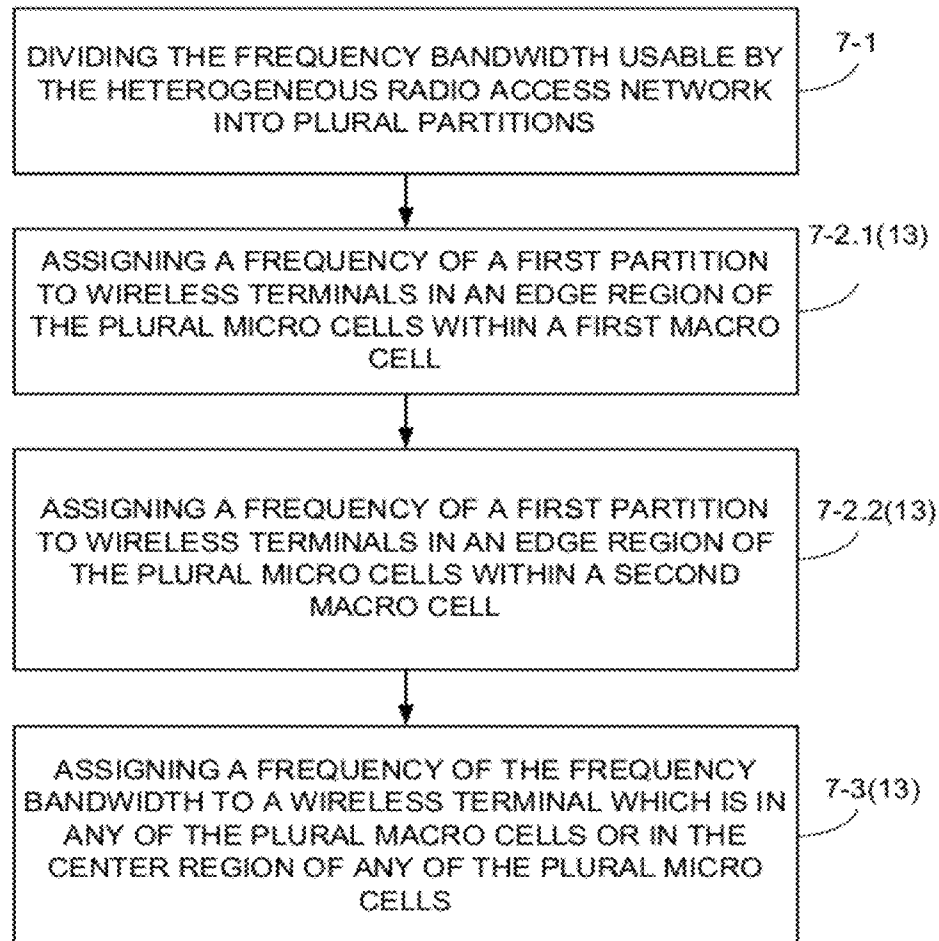 DIVIDING THE FREQUENCY BANDWIDTH USABLE BY
THE HETEROGENEOUS RADIO ACCESS NETWORK
INTO PLURAL PARTITIONS
7-1
ASSIGNING A FREQUENCY OF A FIRST PARTITION
TO WIRELESS TERMINALS IN AN EDGE REGION OF
THE PLURAL MICRO CELLS WITHIN A FIRST MACRO
CELL
7-2.1(13)
ASSIGNING A FREQUENCY OF A FIRST PARTITION
TO WIRELESS TERMINALS IN AN EDGE REGION OF
THE PLURAL MICRO CELLS WITHIN A SECOND
MACRO CELL
7-2.2(13)
ASSIGNING A FREQUENCY OF THE FREQUENCY
BANDWIDTH TO A WIRELESS TERMINAL WHICH IS IN
ANY OF THE PLURAL MACRO CELLS OR IN THE
CENTER REGION OF ANY OF THE PLURAL MICRO
CELLS
7-3(13)